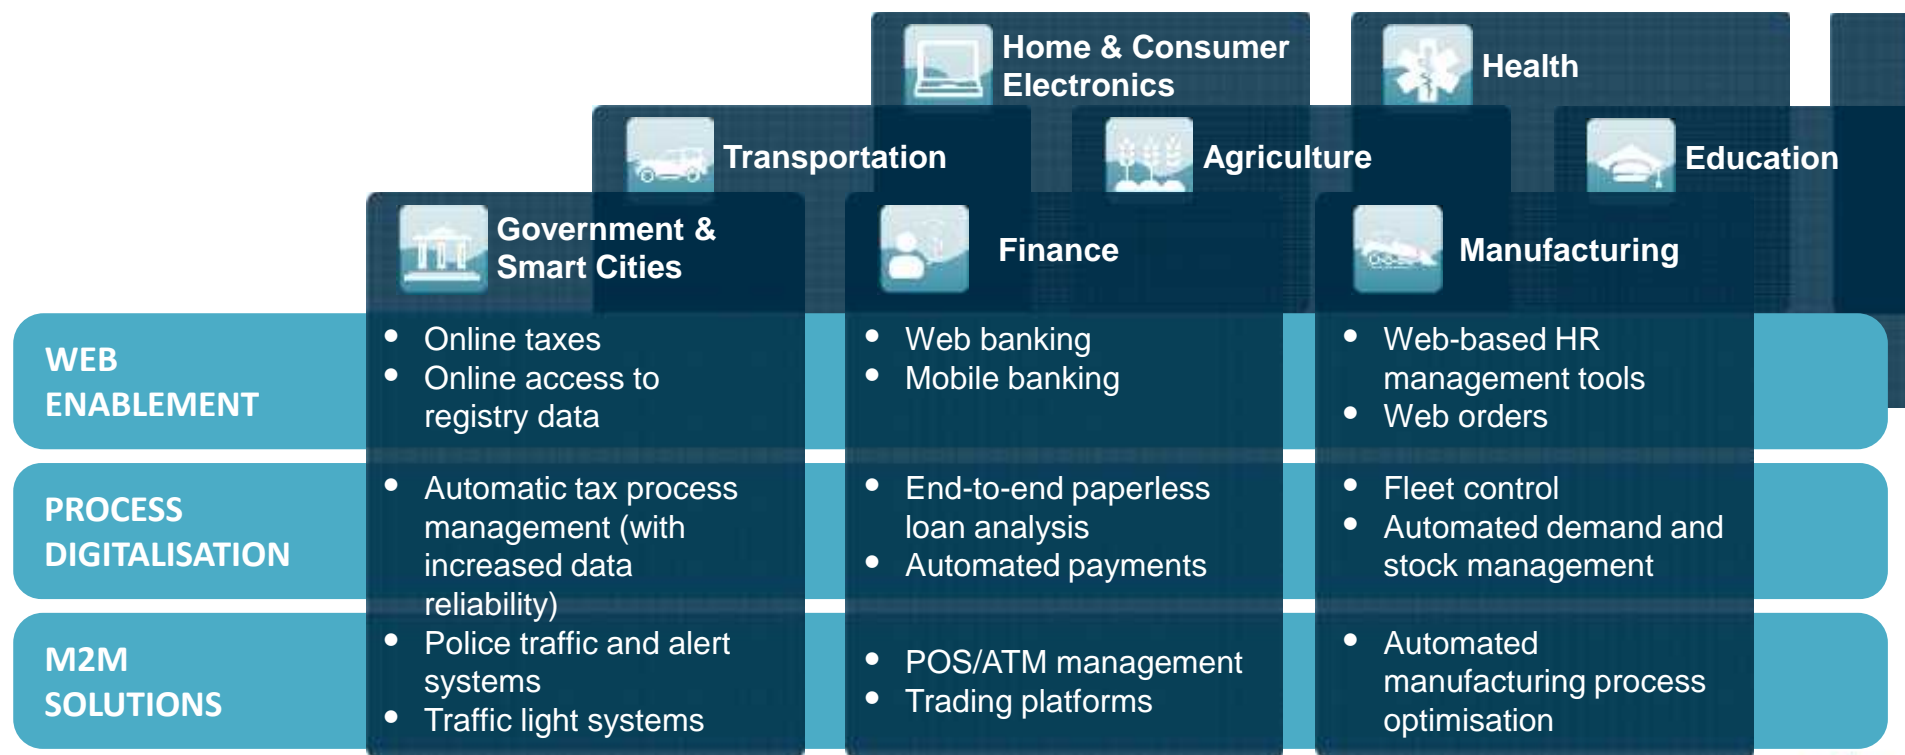 Home & Consumer
Electronics
Health
Transportation
Agriculture
Education
Government &
Smart Cities
Finance
Manufacturing
WEB
ENABLEMENT
• Online taxes
• Online access to
registry data
• Web banking
• Mobile banking
• Web-based HR
management tools
• Web orders
PROCESS
DIGITALISATION
• Automatic tax process
management (with
increased data
reliability)
• End-to-end paperless
loan analysis
• Automated payments
• Fleet control
• Automated demand and
stock management
M2M
SOLUTIONS
• Police traffic and alert
systems
• Traffic light systems
• POS/ATM management
• Trading platforms
• Automated
manufacturing process
optimisation